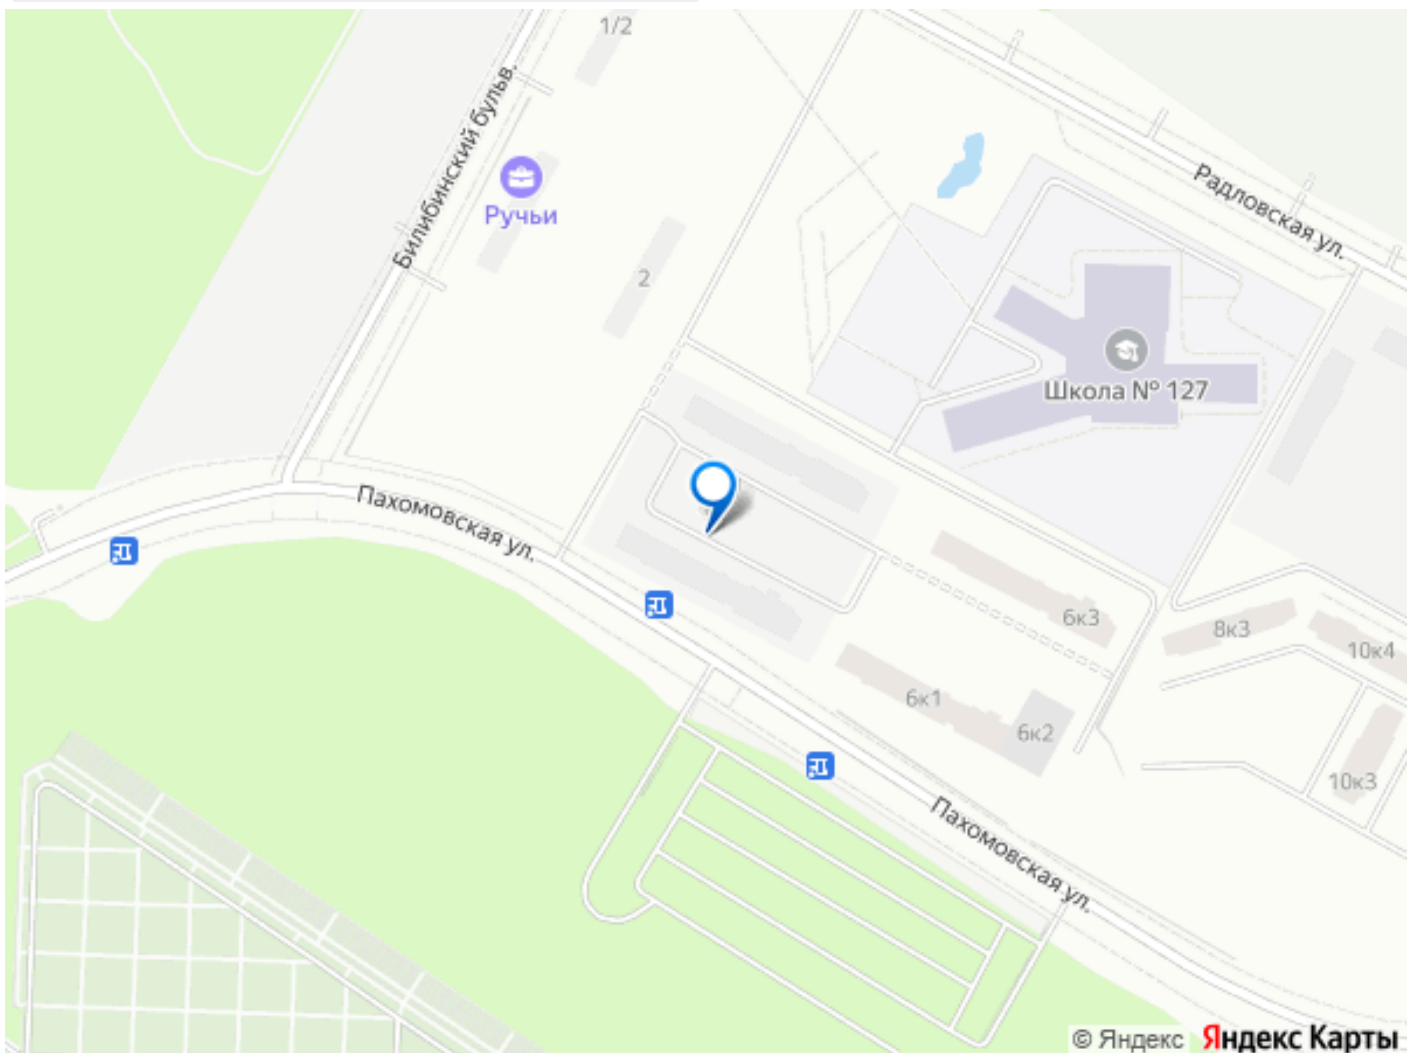 1/2
Билибинский бульв.
Ручьи
Радловская ул.
2
Школа № 127
Пахомовская ул.
6к3
8к3
10к4
6к1
6к2
10к3
Пахомовская ул.
© Яндекс Яндекс Карты